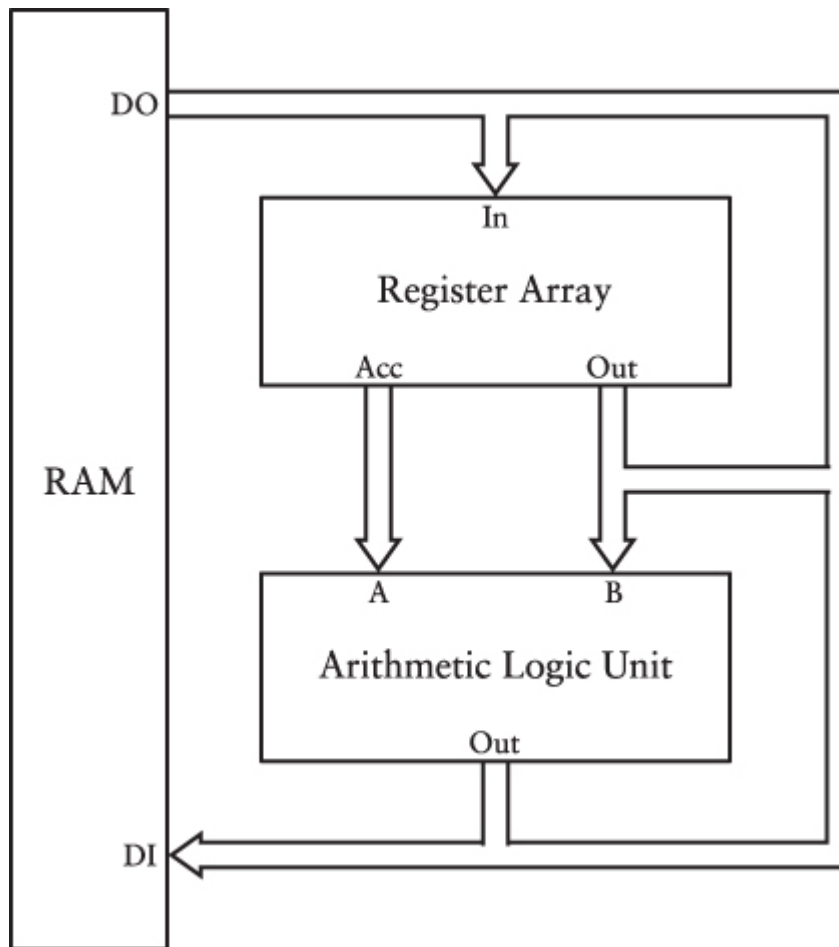 DO
In
Register Array
Acc Out
RAM
A B
Arithmetic Logic Unit
Out
DI